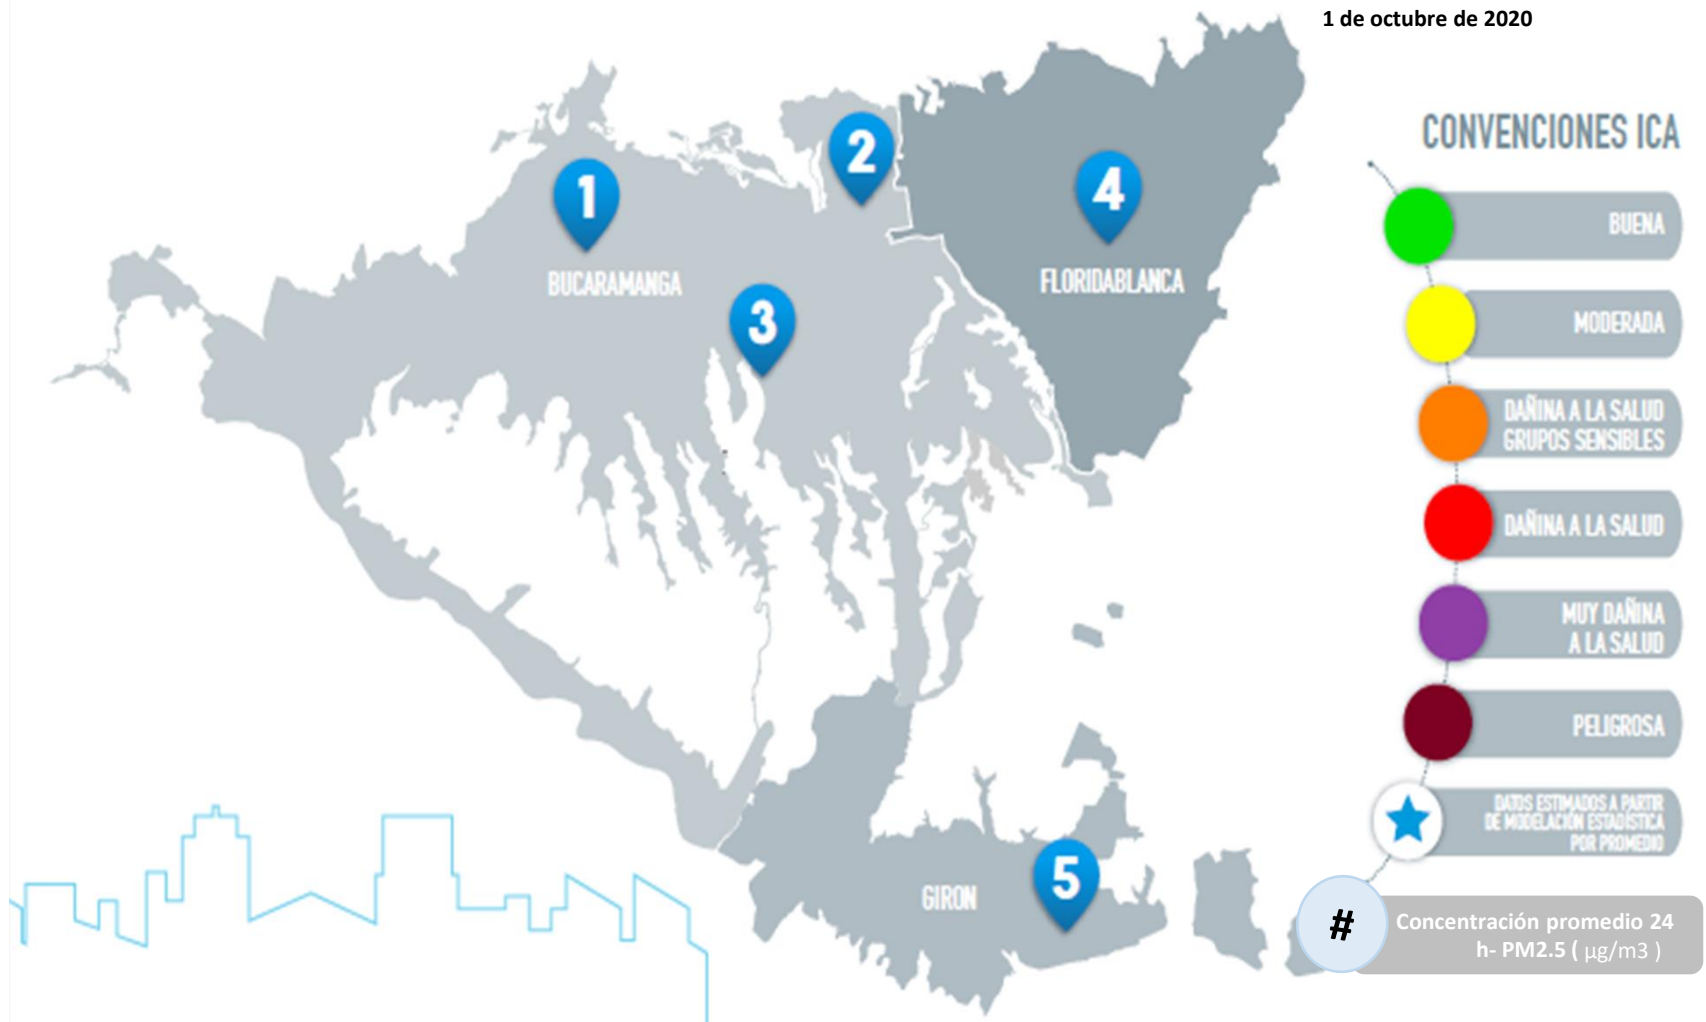 1 de octubre de 2020
CONVENCIONES ICA
BUENA
MODERADA
DAÑINA A LA SALUD
GRUPOS SENSIBLES
DAÑINA A LA SALUD
MUY DAÑINA
A LA SALUD
PELIGROSA
DATOS ESTIMADOS A PARTIR
DE MODELACIÓN ESTADÍSTICA
POR PROMEDIO
#
Concentración promedio 24
h- PM2.5 ( µg/m3 )
1
2
3
4
5
BUCARAMANGA
FLORIDABLANCA
GIRON